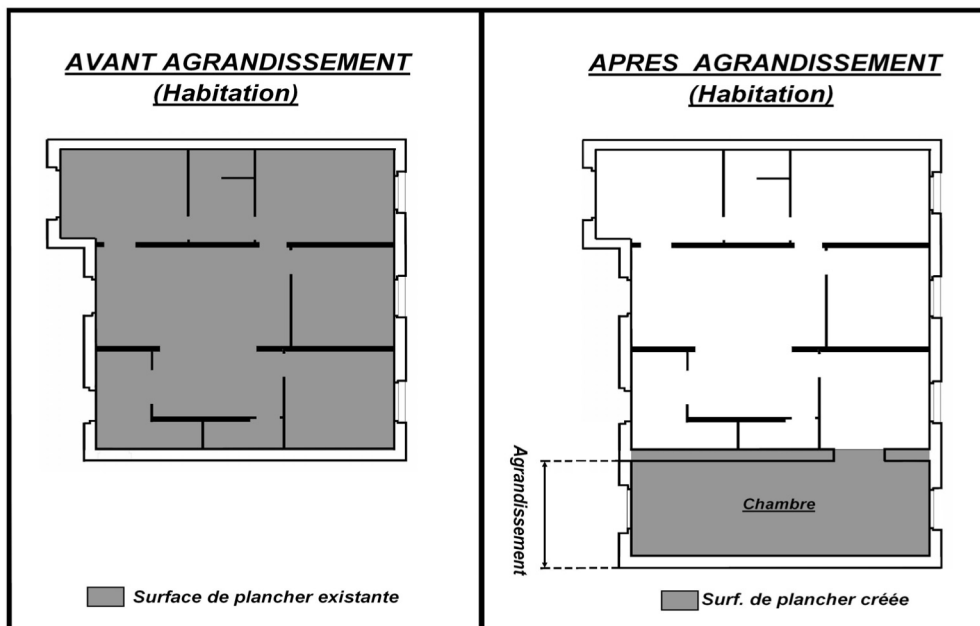 AVANT AGRANDISSEMENT
(Habitation)
Surface de plancher existante
APRES AGRANDISSEMENT
(Habitation)
Agrandissement
Chambre
Surf. de plancher créée